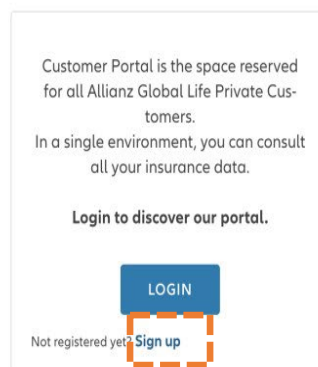 Customer Portal is the space reserved
for all Allianz Global Life Private Cus-
tomers.
In a single environment, you can consult
all your insurance data.
Login to discover our portal.
LOGIN
Not registered yet? Sign up